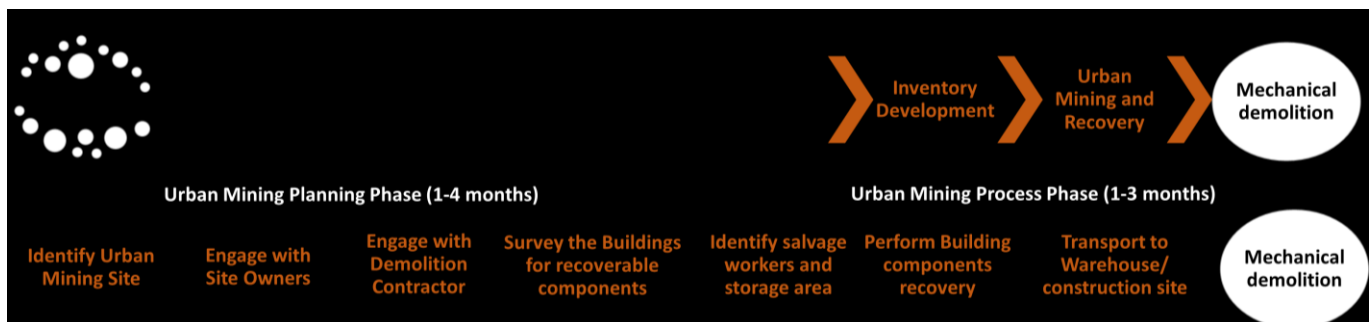 Inventory
Development
Urban
Mining and
Recovery
Mechanical
demolition
Urban Mining Planning Phase (1-4 months)
Urban Mining Process Phase (1-3 months)
Identify Urban
Mining Site
Engage with
Site Owners
Engage with
Demolition
Contractor
Survey the Buildings
for recoverable
components
Identify salvage
workers and
storage area
Perform Building
components
recovery
Transport to
Warehouse/
construction site
Mechanical
demolition